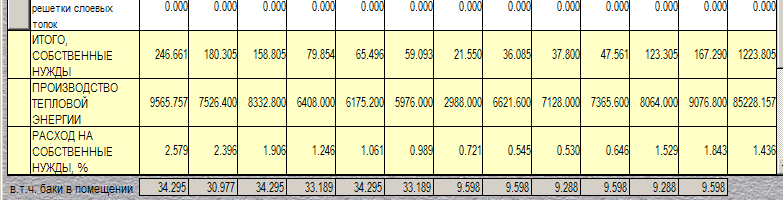 решетки слоевых топок 0.000 0.000 0.000 0.000 0.000 0.000 0.000 0.000 0.000 0.000 0.000 0.000 0.000
ИТОГО, СОБСТВЕННЫЕ НУЖДЫ 246.661 180.305 158.805 79.854 65.496 59.093 21.550 36.085 37.800 47.561 123.305 167.290 1223.805
ПРОИЗВОДСТВО ТЕПЛОВОЙ ЭНЕРГИИ 9565.757 7526.400 8332.800 6408.000 6175.200 5976.000 2988.000 6621.600 7128.000 7365.600 8064.000 9076.800 85228.157
РАСХОД НА СОБСТВЕННЫЕ НУЖДЫ, % 2.579 2.396 1.906 1.246 1.061 0.989 0.721 0.545 0.530 0.646 1.529 1.843 1.436
в.т.ч. баки в помещении 34.295 30.977 34.295 33.189 34.295 33.189 9.598 9.598 9.288 9.598 9.288 9.598